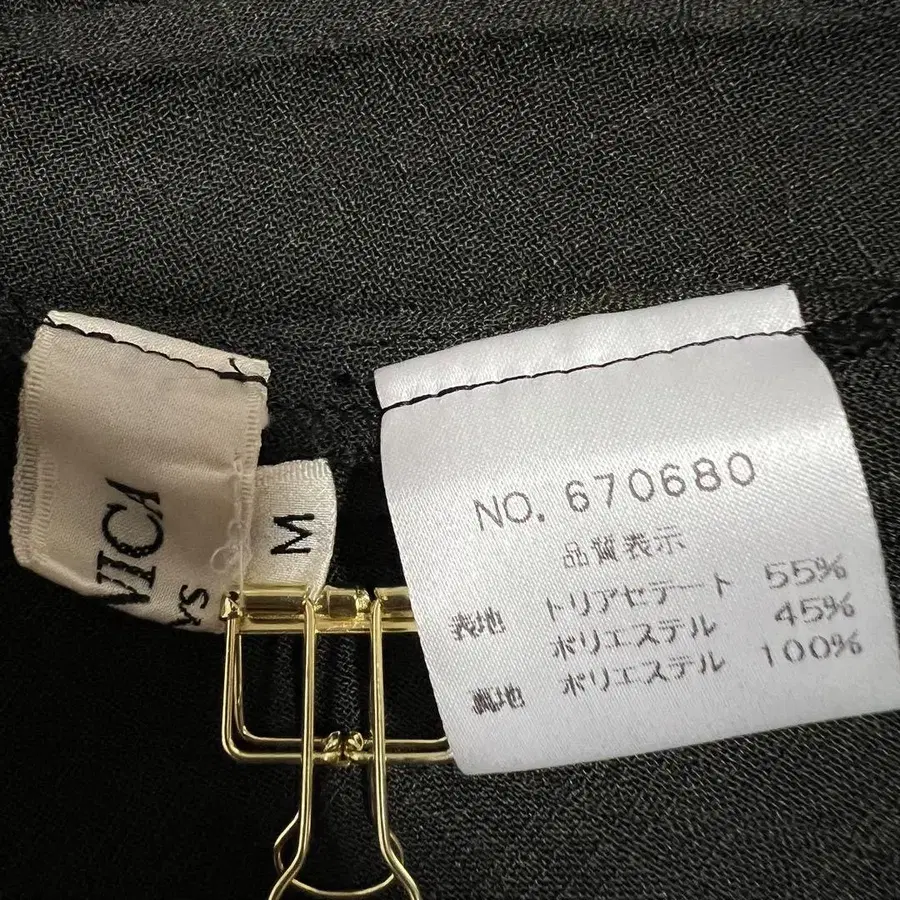 NO. 670680
品質表示
表地 トリアセテート 55%
ポリエステル 45%
裏地 ポリエステル 100%
M